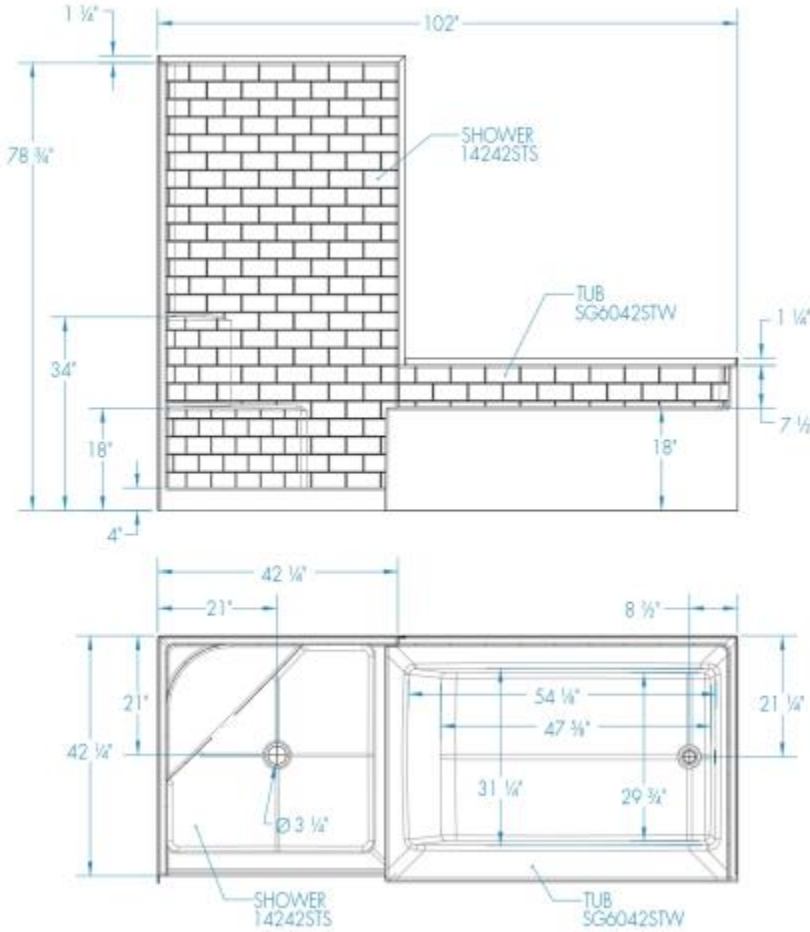 1 ½"
102"
78 ¾"
SHOWER
14242STS
TUB
SG6042STW
1 ¼"
34"
18"
18"
7 ½
4"
42 ¼"
21"
8 ½"
21"
54 ⅛"
21 ¼"
47 ⅜"
42 ¼"
31 ¼"
29 ¾"
Ø 3 ¼"
SHOWER
14242STS
TUB
SG6042STW